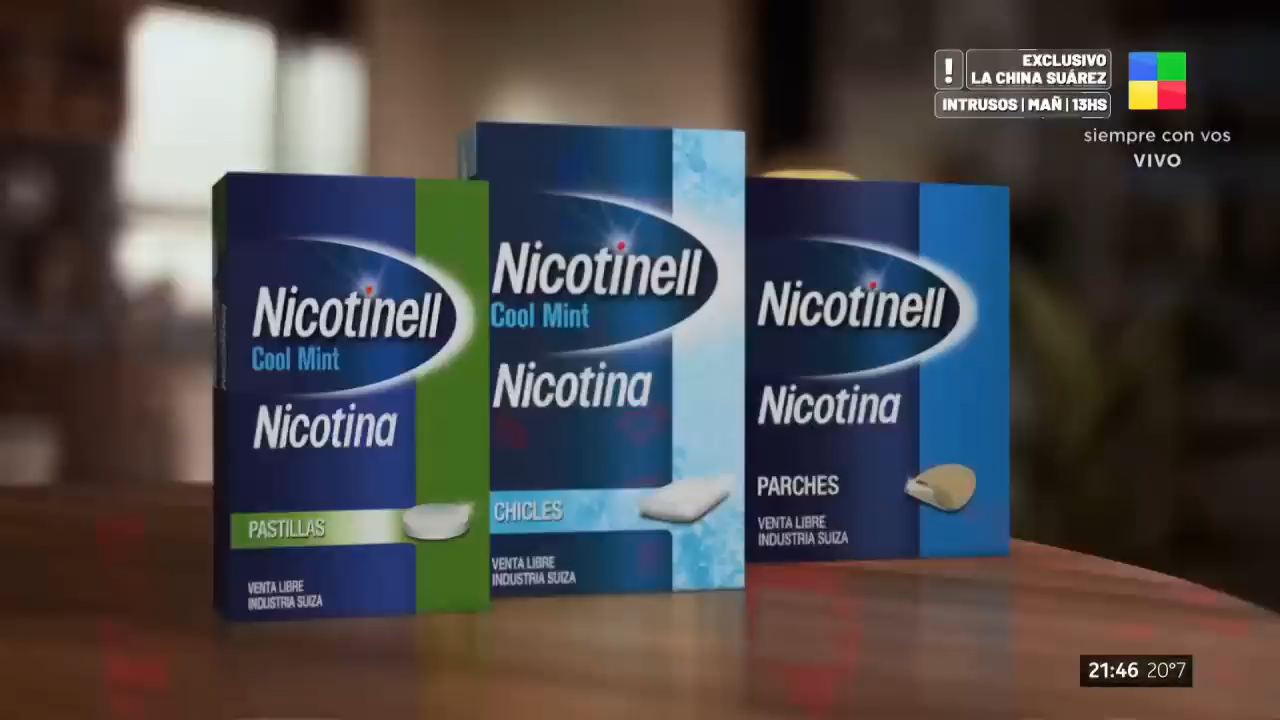 EXCLUSIVO
LA CHINA SUÁREZ
INTRUSOS | MAÑ | 13HS
siempre con vos
VIVO
Nicotinell
Cool Mint
Nicotina
PASTILLAS
VENTA LIBRE
INDUSTRIA SUIZA
Nicotinell
Cool Mint
Nicotina
CHICLES
VENTA LIBRE
INDUSTRIA SUIZA
Nicotinell
Nicotina
PARCHES
VENTA LIBRE
INDUSTRIA SUIZA
21:46 20°7